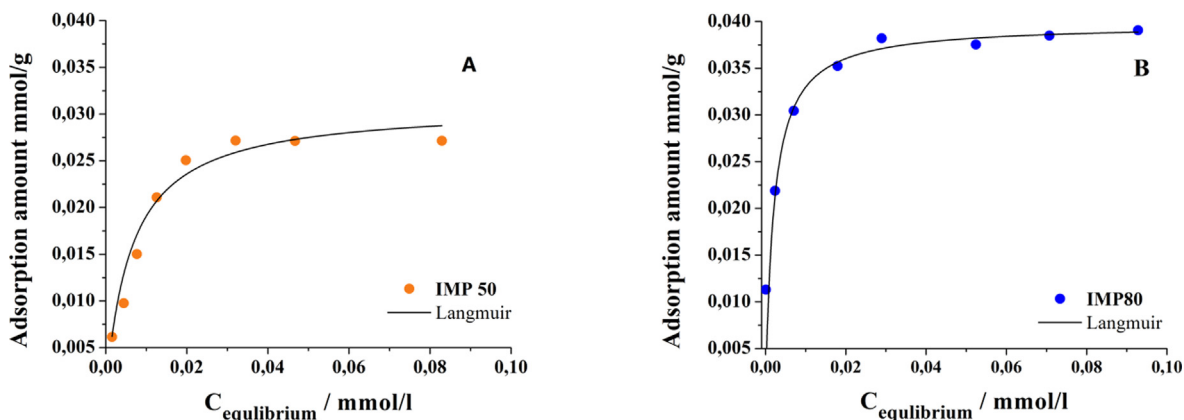 Adsorption amount mmol/g
0,040
0,035
0,030
0,025
0,020
0,015
0,010
0,005
A
IMP 50
Langmuir
0,00 0,02 0,04 0,06 0,08 0,10
C equlibrium / mmol/l
Adsorption amount mmol/g
0,040
0,035
0,030
0,025
0,020
0,015
0,010
0,005
B
IMP80
Langmuir
0,00 0,02 0,04 0,06 0,08 0,10
C equlibrium / mmol/l